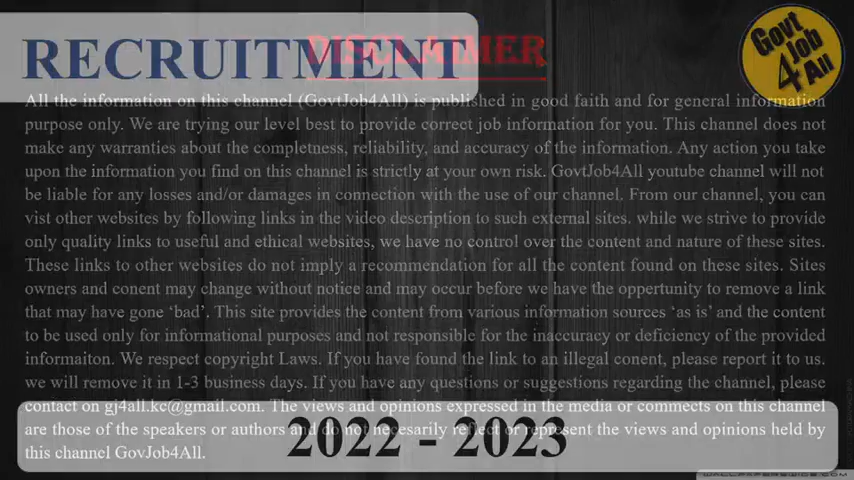 RECRUITMENT
DISCLAIMER
Govt
Job
4 All
All the information on this channel (GovtJob4All) is published in good faith and for general information
purpose only. We are trying our level best to provide correct job information for you. This channel does not
make any warranties about the completness, reliability, and accuracy of the information. Any action you take
upon the information you find on this channel is strictly at your own risk. GovtJob4All youtube channel will not
be liable for any losses and/or damages in connection with the use of our channel. From our channel, you can
vist other websites by following links in the video description to such external sites. while we strive to provide
only quality links to useful and ethical websites, we have no control over the content and nature of these sites.
These links to other websites do not imply a recommendation for all the content found on these sites. Sites
owners and conent may change without notice and may occur before we have the opportunity to remove a link
that may have gone ‘bad’. This site provides the content from various information sources ‘as is’ and the content
to be used only for informational purposes and not responsible for the inaccuracy or deficiency of the provided
informaiton. We respect copyright Laws. If you have found the link to an illegal conent, please report it to us.
we will remove it in 1-3 business days. If you have any questions or suggestions regarding the channel, please
contact on gj4all.kc@gmail.com. The views and opinions expressed in the media or commects on this channel
are those of the speakers or authors and do not necesarily reflect or represent the views and opinions held by
this channel GovJob4All.
2022 - 2023